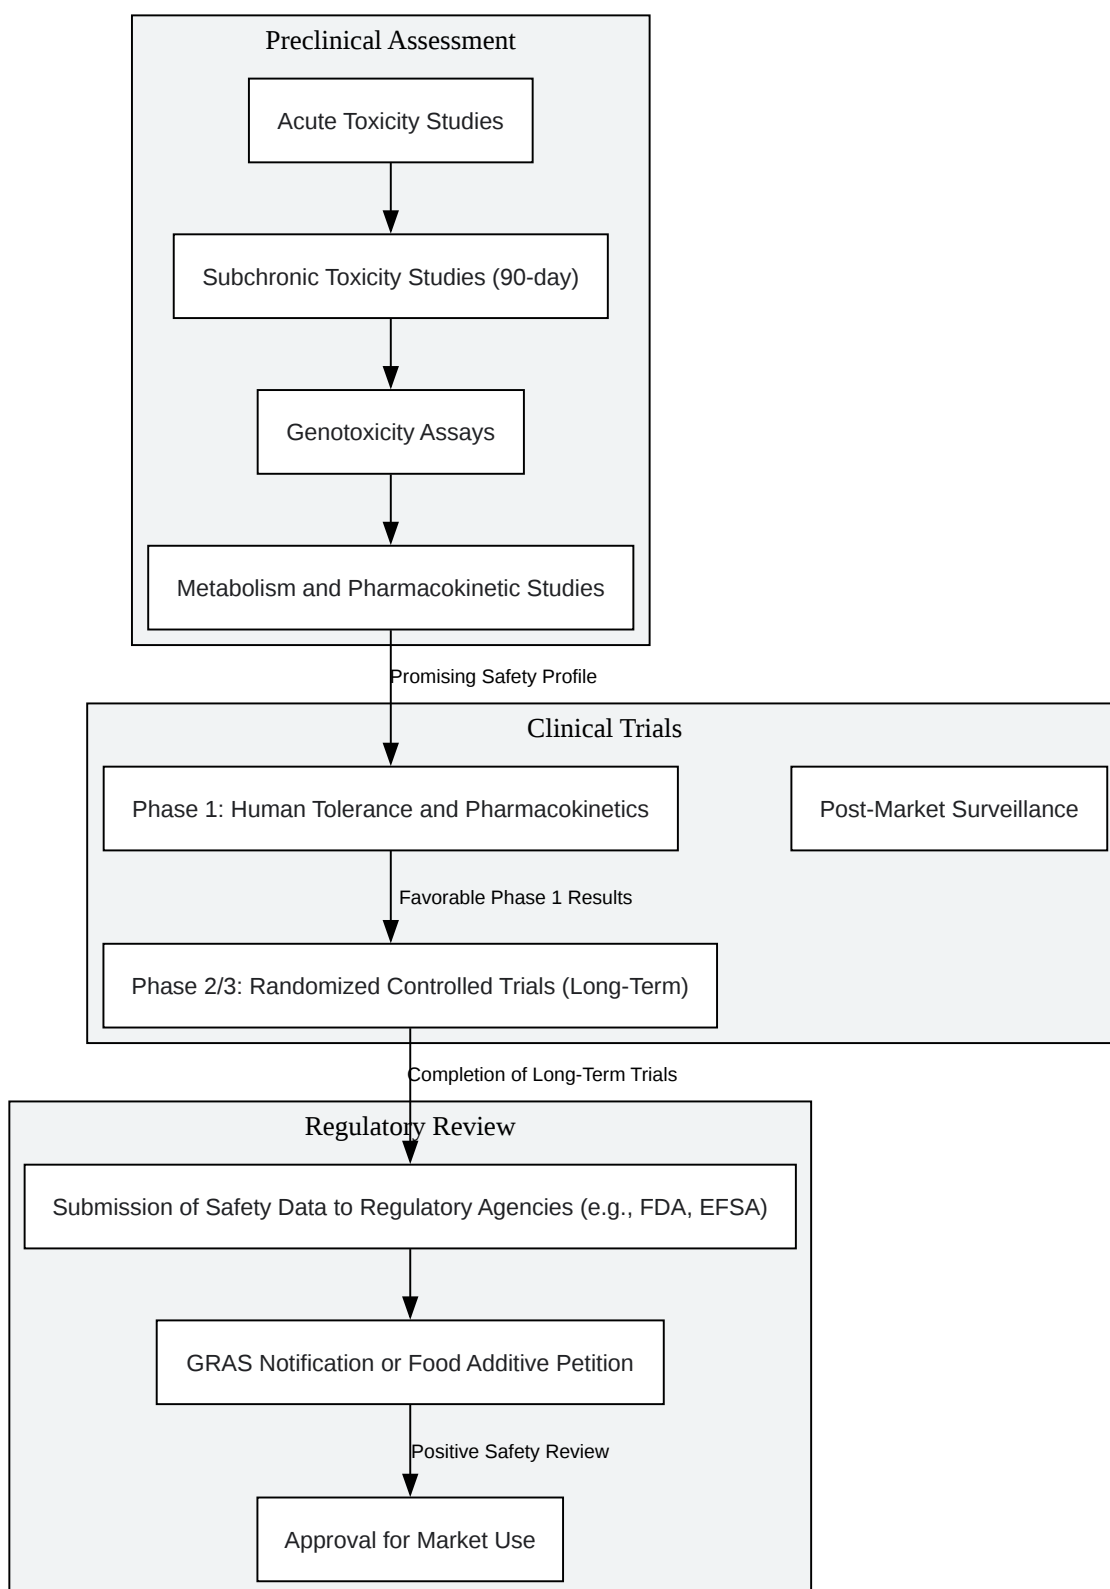 Preclinical Assessment
Acute Toxicity Studies
Subchronic Toxicity Studies (90-day)
Genotoxicity Assays
Metabolism and Pharmacokinetic Studies
Promising Safety Profile
Clinical Trials
Phase 1: Human Tolerance and Pharmacokinetics
Post-Market Surveillance
Favorable Phase 1 Results
Phase 2/3: Randomized Controlled Trials (Long-Term)
Completion of Long-Term Trials
Regulatory Review
Submission of Safety Data to Regulatory Agencies (e.g., FDA, EFSA)
GRAS Notification or Food Additive Petition
Positive Safety Review
Approval for Market Use